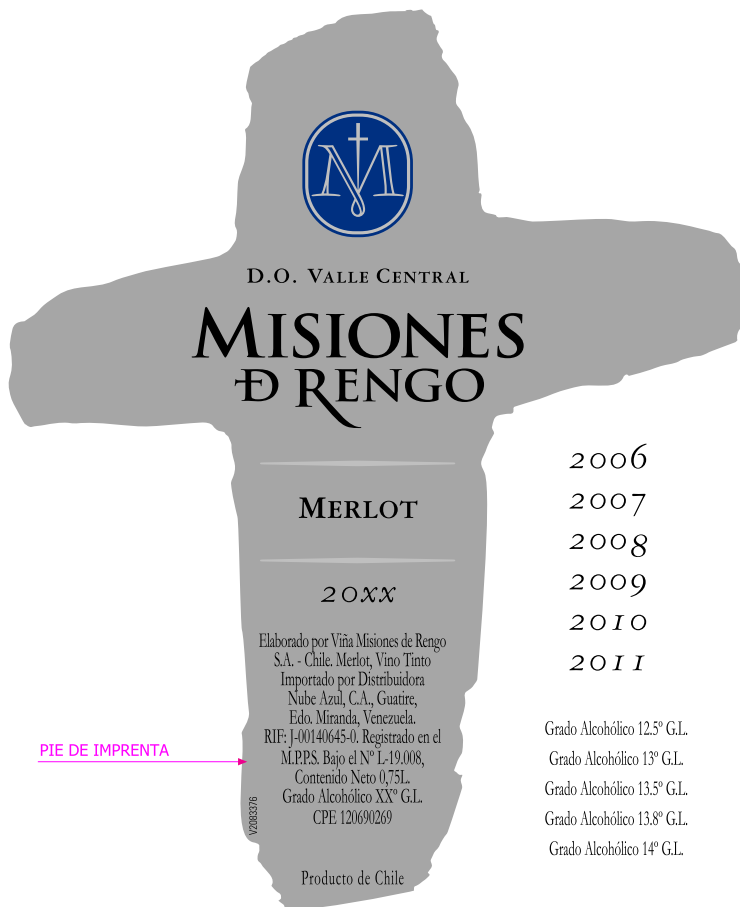 M
D.O. VALLE CENTRAL
MISIONES
Đ RENGO
MERLOT
20xx
Elaborado por Viña Misiones de Rengo
S.A. - Chile. Merlot, Vino Tinto
Importado por Distribuidora
Nube Azul, C.A., Guatire,
Edo. Miranda, Venezuela.
RIF: J-00140645-0. Registrado en el
M.P.P.S. Bajo el Nº L-19.008,
Contenido Neto 0,75L.
Grado Alcohólico XXº G.L.
CPE 120690269
Producto de Chile
PIE DE IMPRENTA
V2083376
2006
2007
2008
2009
2010
2011
Grado Alcohólico 12.5º G.L.
Grado Alcohólico 13º G.L.
Grado Alcohólico 13.5º G.L.
Grado Alcohólico 13.8º G.L.
Grado Alcohólico 14º G.L.